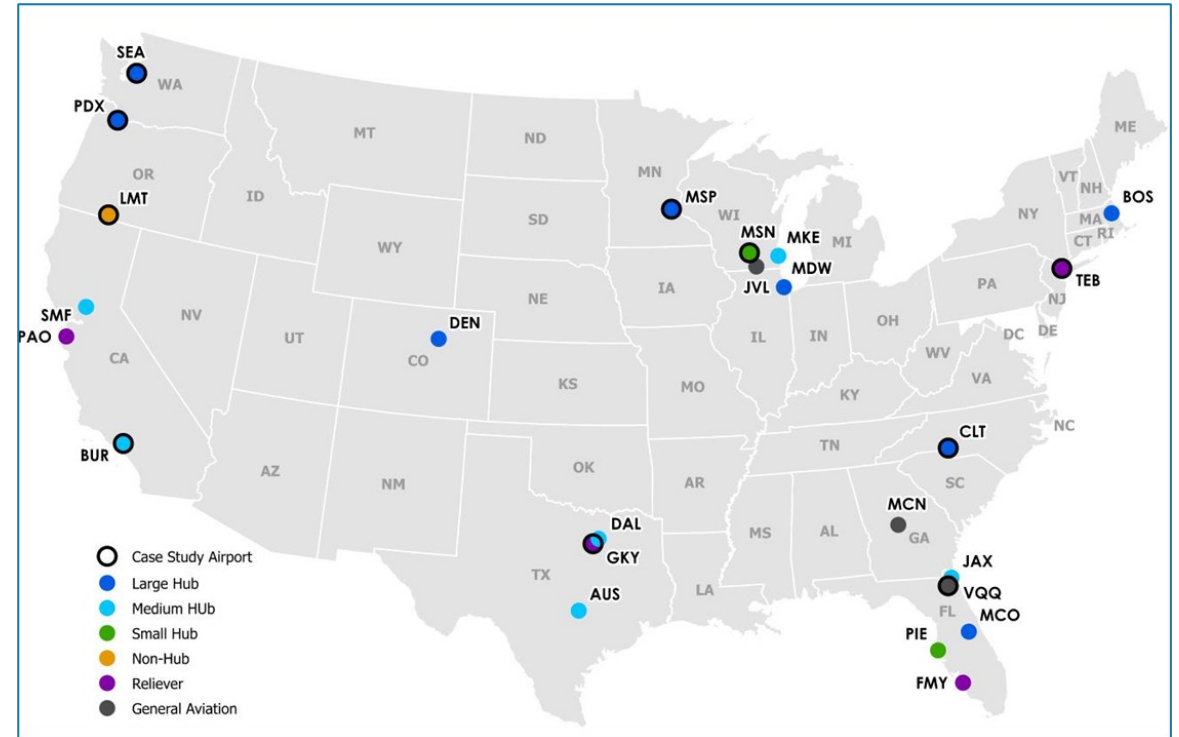 SEA
WA
PDX
MT
ND
ME
OR
MN
VT
NH
LMT
ID
MSP
BOS
SD
WI
NY
MA
MSN
MKE
MI
CT
RI
WY
MDW
TEB
JVL
PA
IA
NE
NJ
SMF
NV
DEN
OH
PAO
UT
IL
IN
DC
DE
CA
CO
WV
VA
KS
MO
KY
NC
BUR
CLT
TN
AZ
OK
NM
AR
SC
MCN
DAL
MS
AL
GA
GKY
JAX
TX
LA
VQQ
AUS
FL
MCO
PIE
FMY
Case Study Airport
Large Hub
Medium HUb
Small Hub
Non-Hub
Reliever
General Aviation